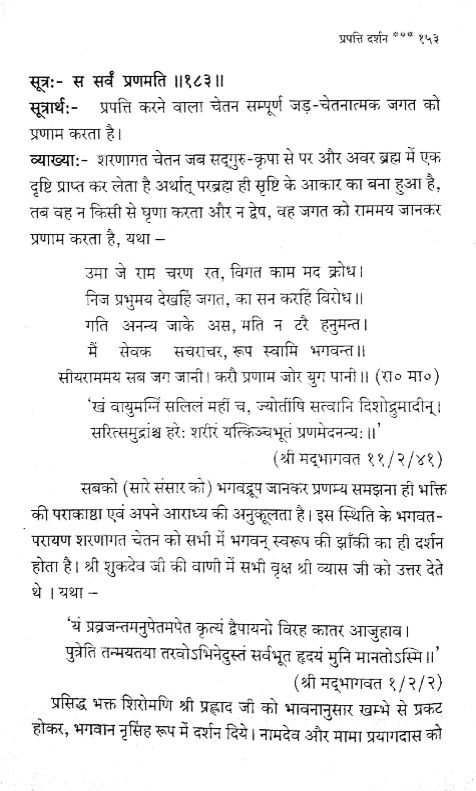 प्रपत्ति दर्शन *** १५३
सूत्र:- स सर्वं प्रणमति ॥१८३॥
सूत्रार्थ:- प्रपत्ति करने वाला चेतन सम्पूर्ण जड़-चेतनात्मक जगत को
प्रणाम करता है।
व्याख्या:- शरणागत चेतन जब सद्गुरु-कृपा से पर और अवर ब्रह्म में एक
दृष्टि प्राप्त कर लेता है अर्थात् परब्रह्म ही सृष्टि के आकार का बना हुआ है,
तब वह न किसी से घृणा करता और न द्वेष, वह जगत को राममय जानकर
प्रणाम करता है, यथा –
उमा जे राम चरण रत, विगत काम मद क्रोध।
निज प्रभुमय देखहिं जगत, का सन करहिं विरोध॥
गति अनन्य जाके अस, मति न टरै हनुमन्त।
मैं सेवक सचराचर, रूप स्वामि भगवन्त॥
सीयराममय सब जग जानी। करौ प्रणाम जोर युग पानी॥ (रा० मा०)
'खं वायुमग्निं सलिलं महीं च, ज्योतींषि सत्वानि दिशोद्रुमादीन्।
सरित्समुद्रांश्च हरेः शरीरं यत्किञ्चभूतं प्रणमेदनन्यः॥'
(श्री मद्भागवत ११/२/४१)
सबको (सारे संसार को) भगवद्रूप जानकर प्रणम्य समझना ही भक्ति
की पराकाष्ठा एवं अपने आराध्य की अनुकूलता है। इस स्थिति के भगवत-
परायण शरणागत चेतन को सभी में भगवन् स्वरूप की झाँकी का ही दर्शन
होता है। श्री शुकदेव जी की वाणी में सभी वृक्ष श्री व्यास जी को उत्तर देते
थे । यथा –
'यं प्रव्रजन्तमनुपेतमपेत कृत्यं द्वैपायनो विरह कातर आजुहाव।
पुत्रेति तन्मयतया तरवोऽभिनेदुस्तं सर्वभूत हृदयं मुनि मानतोऽस्मि॥'
(श्री मद्भागवत १/२/२)
प्रसिद्ध भक्त शिरोमणि श्री प्रह्लाद जी को भावनानुसार खम्भे से प्रकट
होकर, भगवान नृसिंह रूप में दर्शन दिये। नामदेव और मामा प्रयागदास को